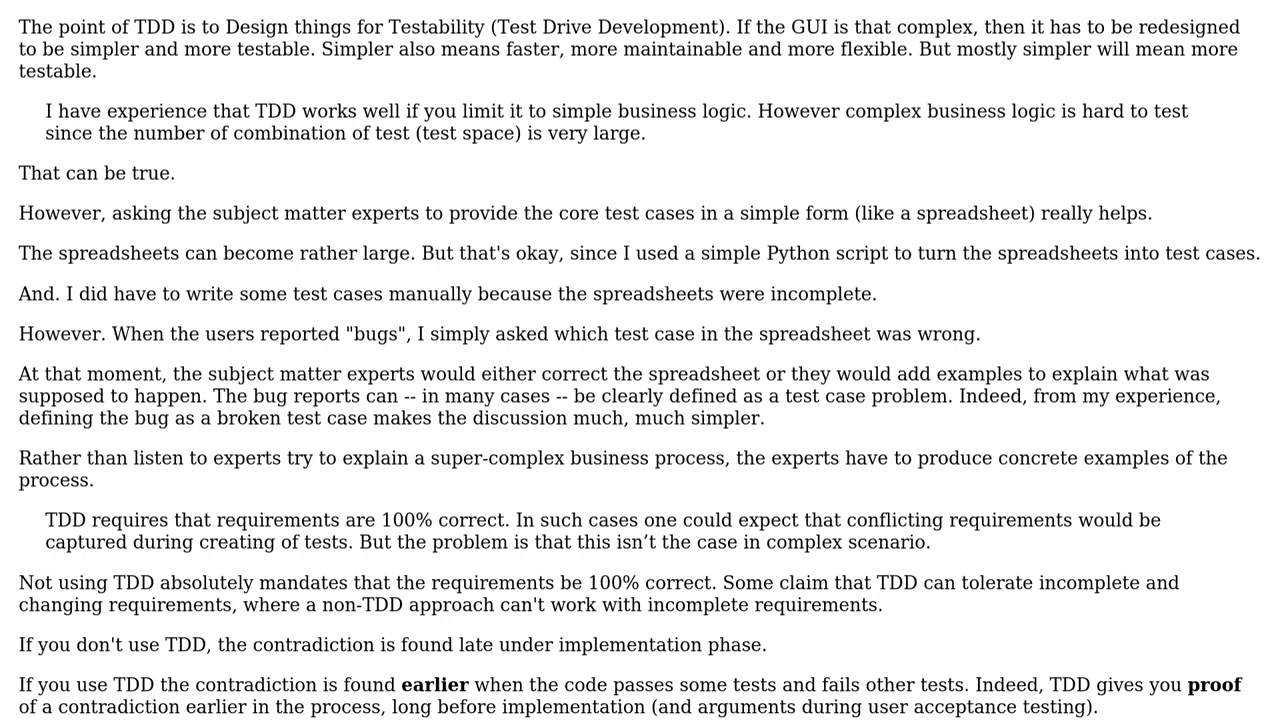 The point of TDD is to Design things for Testability (Test Drive Development). If the GUI is that complex, then it has to be redesigned
to be simpler and more testable. Simpler also means faster, more maintainable and more flexible. But mostly simpler will mean more
testable.
I have experience that TDD works well if you limit it to simple business logic. However complex business logic is hard to test
since the number of combination of test (test space) is very large.
That can be true.
However, asking the subject matter experts to provide the core test cases in a simple form (like a spreadsheet) really helps.
The spreadsheets can become rather large. But that's okay, since I used a simple Python script to turn the spreadsheets into test cases.
And. I did have to write some test cases manually because the spreadsheets were incomplete.
However. When the users reported "bugs", I simply asked which test case in the spreadsheet was wrong.
At that moment, the subject matter experts would either correct the spreadsheet or they would add examples to explain what was
supposed to happen. The bug reports can -- in many cases -- be clearly defined as a test case problem. Indeed, from my experience,
defining the bug as a broken test case makes the discussion much, much simpler.
Rather than listen to experts try to explain a super-complex business process, the experts have to produce concrete examples of the
process.
TDD requires that requirements are 100% correct. In such cases one could expect that conflicting requirements would be
captured during creating of tests. But the problem is that this isn’t the case in complex scenario.
Not using TDD absolutely mandates that the requirements be 100% correct. Some claim that TDD can tolerate incomplete and
changing requirements, where a non-TDD approach can't work with incomplete requirements.
If you don't use TDD, the contradiction is found late under implementation phase.
If you use TDD the contradiction is found earlier when the code passes some tests and fails other tests. Indeed, TDD gives you proof
of a contradiction earlier in the process, long before implementation (and arguments during user acceptance testing).